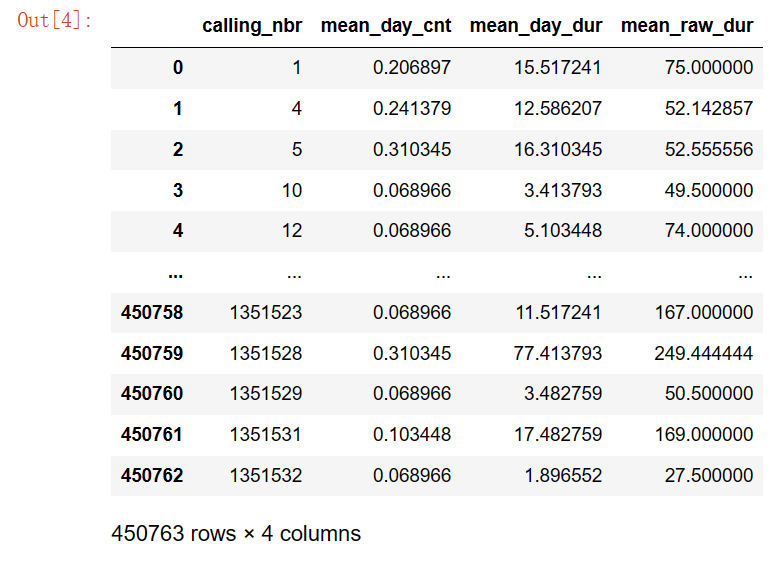 Out[4]:
calling_nbr mean_day_cnt mean_day_dur mean_raw_dur
0 1 0.206897 15.517241 75.000000
1 4 0.241379 12.586207 52.142857
2 5 0.310345 16.310345 52.555556
3 10 0.068966 3.413793 49.500000
4 12 0.068966 5.103448 74.000000
... ... ... ... ...
450758 1351523 0.068966 11.517241 167.000000
450759 1351528 0.310345 77.413793 249.444444
450760 1351529 0.068966 3.482759 50.500000
450761 1351531 0.103448 17.482759 169.000000
450762 1351532 0.068966 1.896552 27.500000
450763 rows × 4 columns